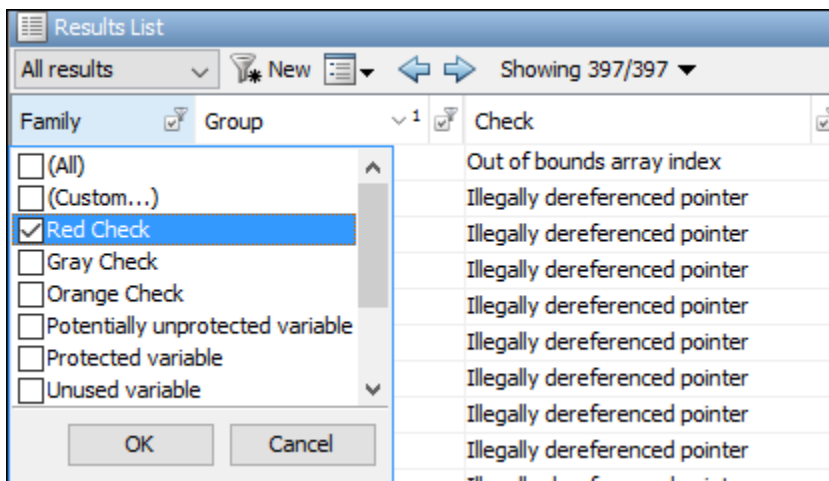 Results List
All results New Showing 397/397
Family Group 1 Check
(All)
(Custom...)
Red Check
Gray Check
Orange Check
Potentially unprotected variable
Protected variable
Unused variable
OK Cancel
Out of bounds array index
Illegally dereferenced pointer
Illegally dereferenced pointer
Illegally dereferenced pointer
Illegally dereferenced pointer
Illegally dereferenced pointer
Illegally dereferenced pointer
Illegally dereferenced pointer
Illegally dereferenced pointer